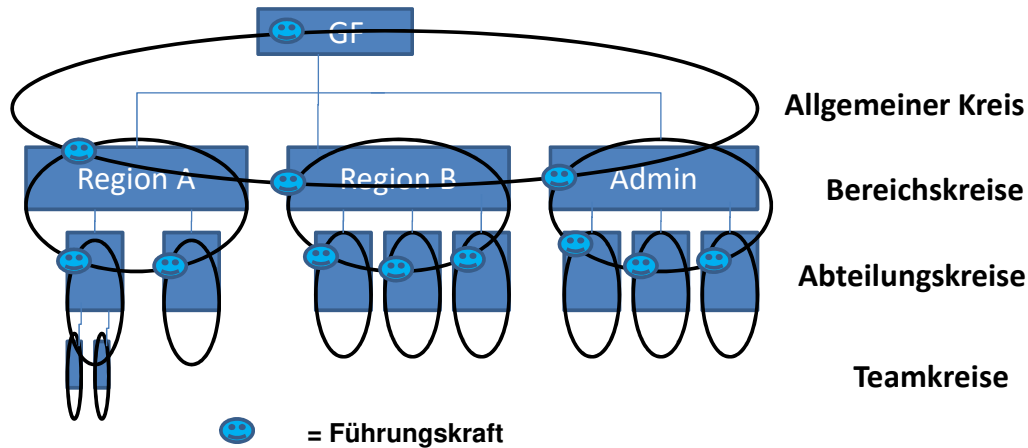 GF
Allgemeiner Kreis
Region A
Region B
Admin
Bereichskreise
Abteilungskreise
Teamkreise
= Führungskraft